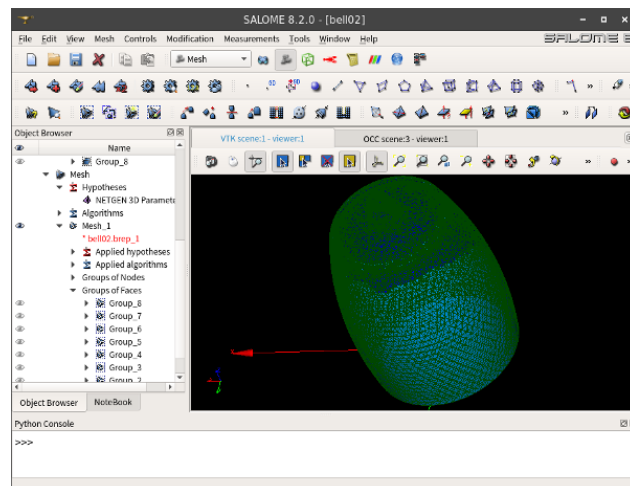 SALOME 8.2.0 - [bell02]
File Edit View Mesh Controls Modification Measurements Tools Window Help
SALOME 8
Mesh
Object Browser
VTK scene:1 - viewer:1
OCC scene:3 - viewer:1
Name
Group_8
Mesh
Hypotheses
NETGEN 3D Paramete
Algorithms
Mesh_1
* bell02.brep_1
Applied hypotheses
Applied algorithms
Groups of Nodes
Groups of Faces
Group_8
Group_7
Group_6
Group_5
Group_4
Group_3
Group_2
Object Browser
NoteBook
Python Console
>>>